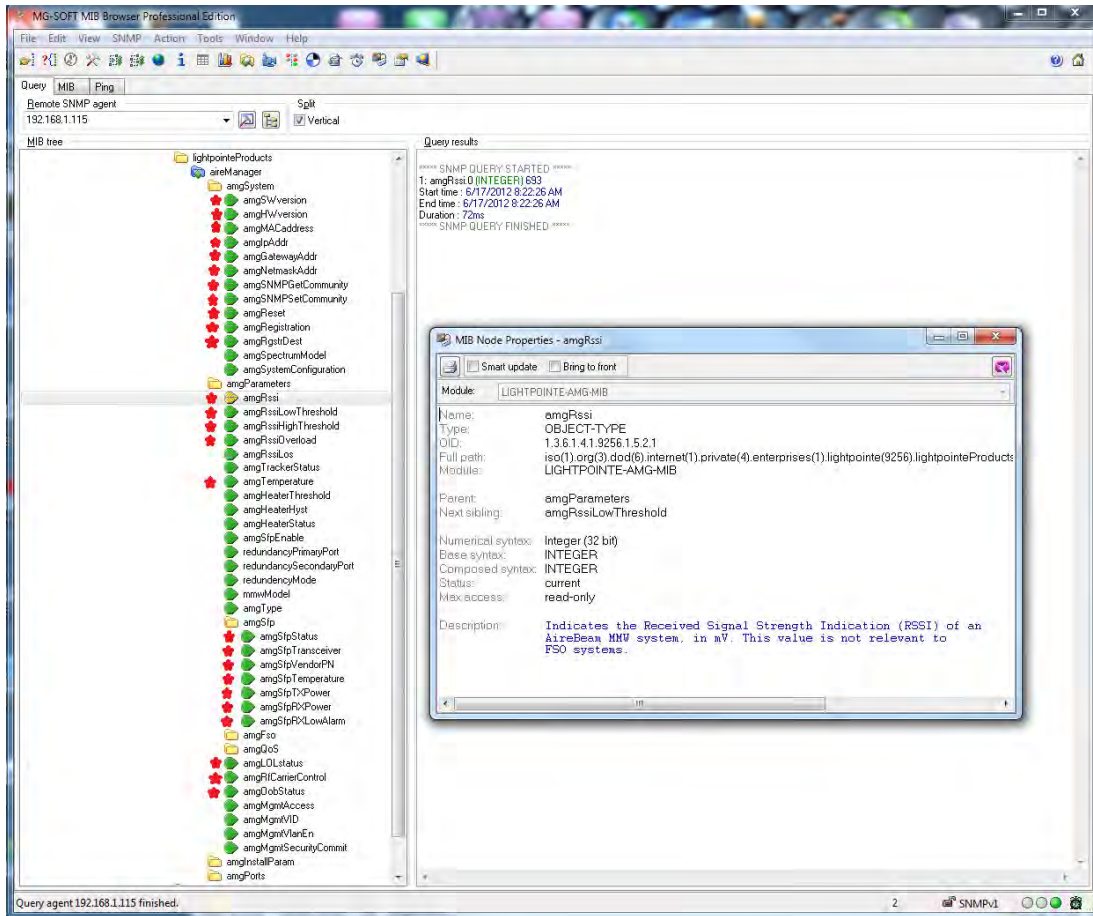 MG-SOFT MIB Browser Professional Edition
File Edit View SNMP Action Tools Window Help
Query MIB Ping
Remote SNMP agent
Split
192.168.1.115
Vertical
MIB tree
lightpointeProducts
aireManager
amgSystem
amgSWversion
amgHWversion
amgMACaddress
amgIpAddr
amgGatewayAddr
amgNetmaskAddr
amgSNMPGetCommunity
amgSNMPSetCommunity
amgReset
amgRegistration
amgRgstrDest
amgSpectrumModel
amgSystemConfiguration
amgParameters
amgRssi
amgRssiLowThreshold
amgRssiHighThreshold
amgRssiOverload
amgRssiLos
amgTrackerStatus
amgTemperature
amgHeaterThreshold
amgHeaterHyst
amgHeaterStatus
amgSfpEnable
redundancyPrimaryPort
redundancySecondaryPort
redundencyMode
mmwModel
amgType
amgSfp
amgSfpStatus
amgSfpTransceiver
amgSfpVendorPN
amgSfpTemperature
amgSfpTXPower
amgSfpRXPower
amgSfpRXLowAlarm
amgFso
amgQoS
amgLOLstatus
amgRfCarrierControl
amgOobStatus
amgMgmtAccess
amgMgmtVID
amgMgmtVlanEn
amgMgmtSecurityCommit
amgInstallParam
amgPorts
Query results
***** SNMP QUERY STARTED *****
1: amgRssi.0 (INTEGER) 693
Start time : 6/17/2012 8:22:26 AM
End time : 6/17/2012 8:22:26 AM
Duration : 72ms
***** SNMP QUERY FINISHED *****
MIB Node Properties - amgRssi
Smart update Bring to front
Module: LIGHTPOINTE-AMG-MIB
Name: amgRssi
Type: OBJECT-TYPE
OID: 1.3.6.1.4.1.9256.1.5.2.1
Full path: iso(1).org(3).dod(6).internet(1).private(4).enterprises(1).lightpointe(9256).lightpointeProducts
Module: LIGHTPOINTE-AMG-MIB
Parent: amgParameters
Next sibling: amgRssiLowThreshold
Numerical syntax: Integer (32 bit)
Base syntax: INTEGER
Composed syntax: INTEGER
Status: current
Max access: read-only
Description: Indicates the Received Signal Strength Indication (RSSI) of an
AireBeam MMW system, in mV. This value is not relevant to
FSO systems.
Query agent 192.168.1.115 finished.
2
SNMPv1